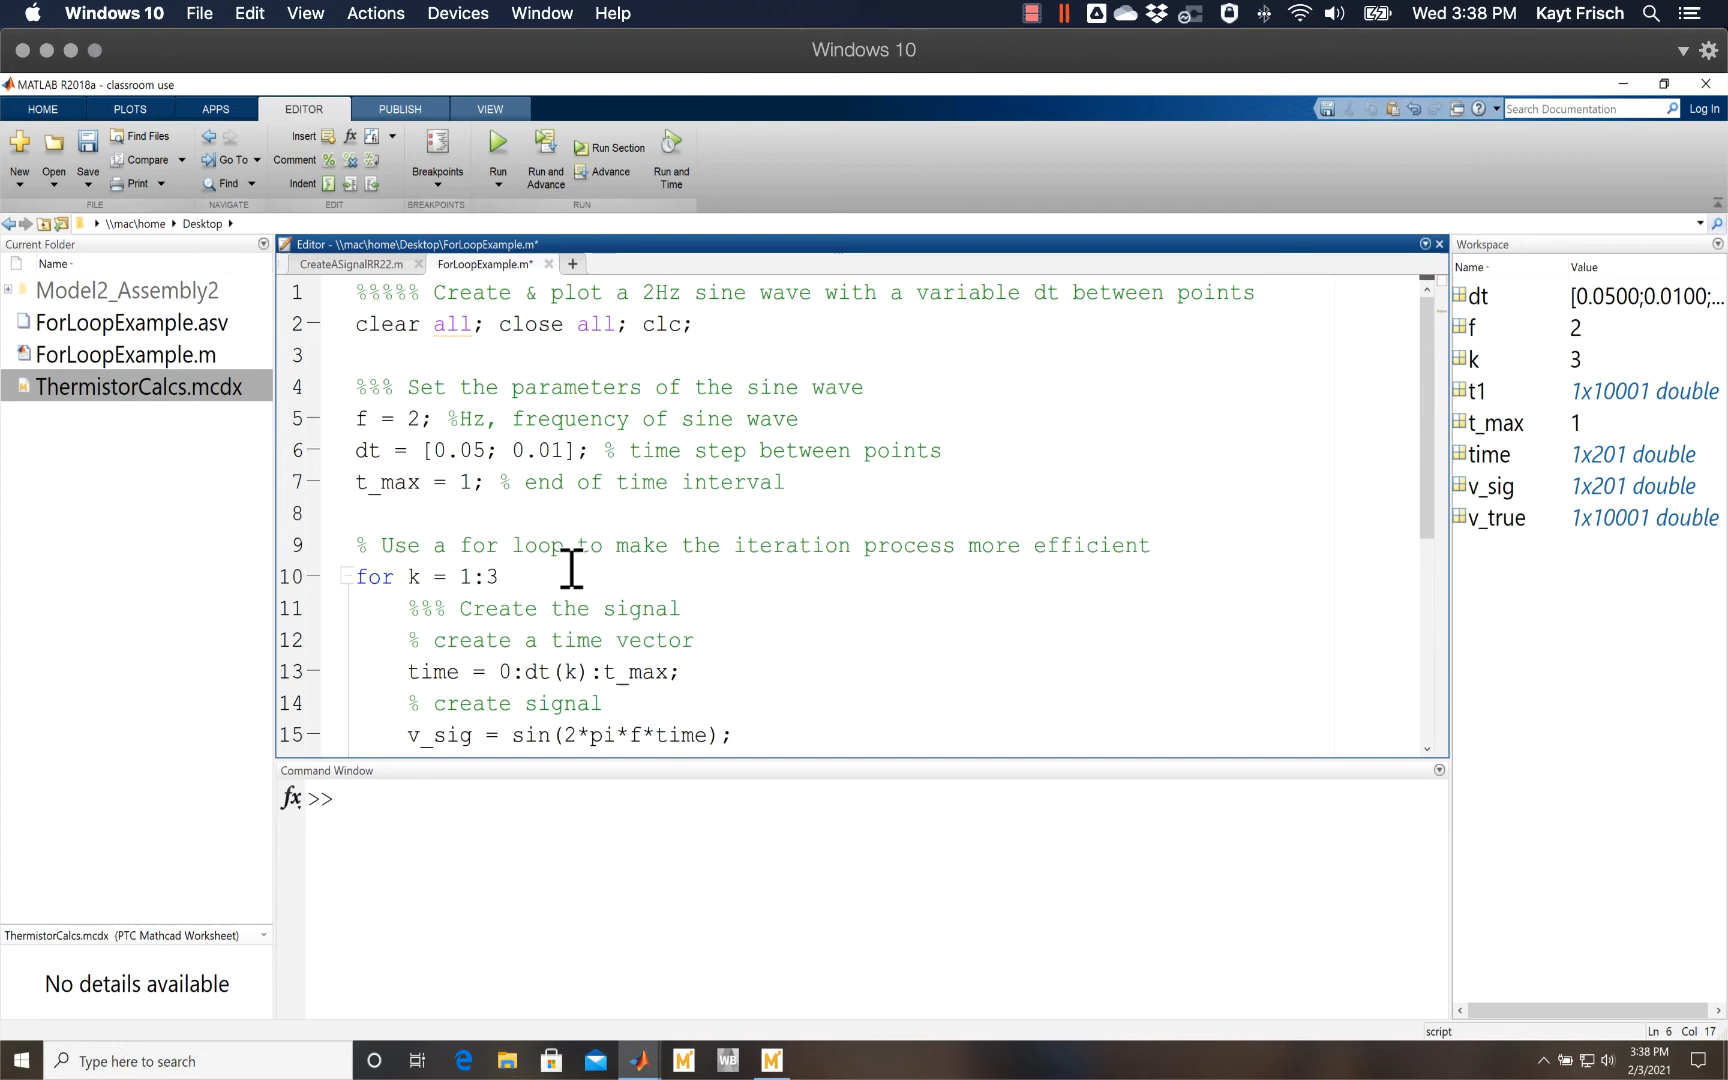 Windows 10 File Edit View Actions Devices Window Help Wed 3:38 PM Kayt Frisch
Windows 10
MATLAB R2018a - classroom use
HOME PLOTS APPS EDITOR PUBLISH VIEW Search Documentation Log In
New Open Save Find Files Compare Print Go To Find Insert Comment Indent Breakpoints Run Run and Advance Run Section Advance Run and Time
FILE NAVIGATE EDIT BREAKPOINTS RUN
\\mac\home Desktop
Current Folder
Name
Model2_Assembly2
ForLoopExample.asv
ForLoopExample.m
ThermistorCalcs.mcdx
ThermistorCalcs.mcdx (PTC Mathcad Worksheet)
No details available
Editor - \\mac\home\Desktop\ForLoopExample.m*
CreateASignalRR22.m ForLoopExample.m* +
1 %%%%% Create & plot a 2Hz sine wave with a variable dt between points
2 clear all; close all; clc;
3
4 %%% Set the parameters of the sine wave
5 f = 2; %Hz, frequency of sine wave
6 dt = [0.05; 0.01]; % time step between points
7 t_max = 1; % end of time interval
8
9 % Use a for loop to make the iteration process more efficient
10 for k = 1:3
11 %%% Create the signal
12 % create a time vector
13 time = 0:dt(k):t_max;
14 % create signal
15 v_sig = sin(2*pi*f*time);
Command Window
fx >>
Workspace
Name Value
dt [0.0500;0.0100;...
f 2
k 3
t1 1x10001 double
t_max 1
time 1x201 double
v_sig 1x201 double
v_true 1x10001 double
script Ln 6 Col 17
Type here to search
WB
3:38 PM
2/3/2021